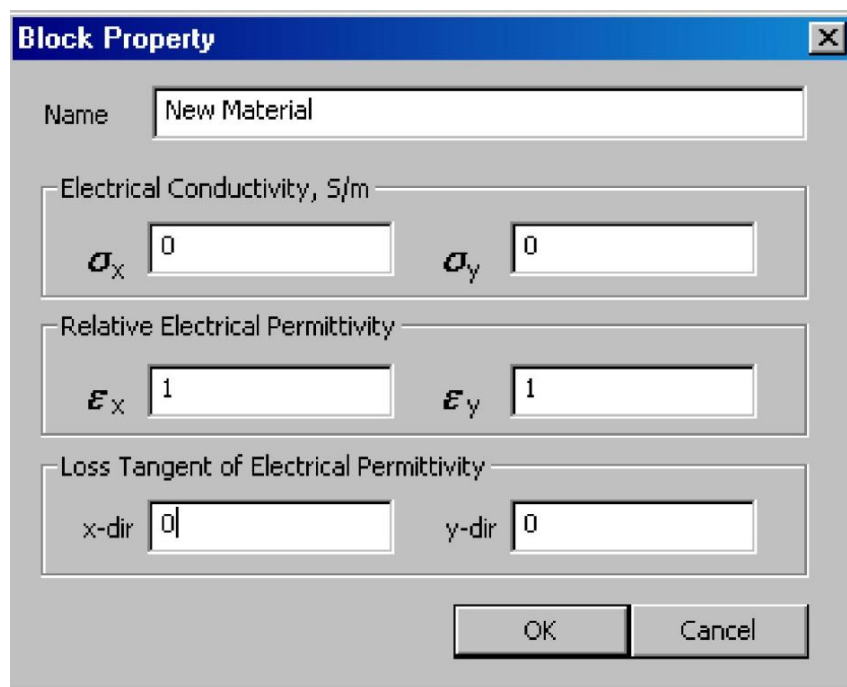 Block Property
Name New Material
Electrical Conductivity, S/m
σx 0 σy 0
Relative Electrical Permittivity
εx 1 εy 1
Loss Tangent of Electrical Permittivity
x-dir 0 y-dir 0
OK Cancel